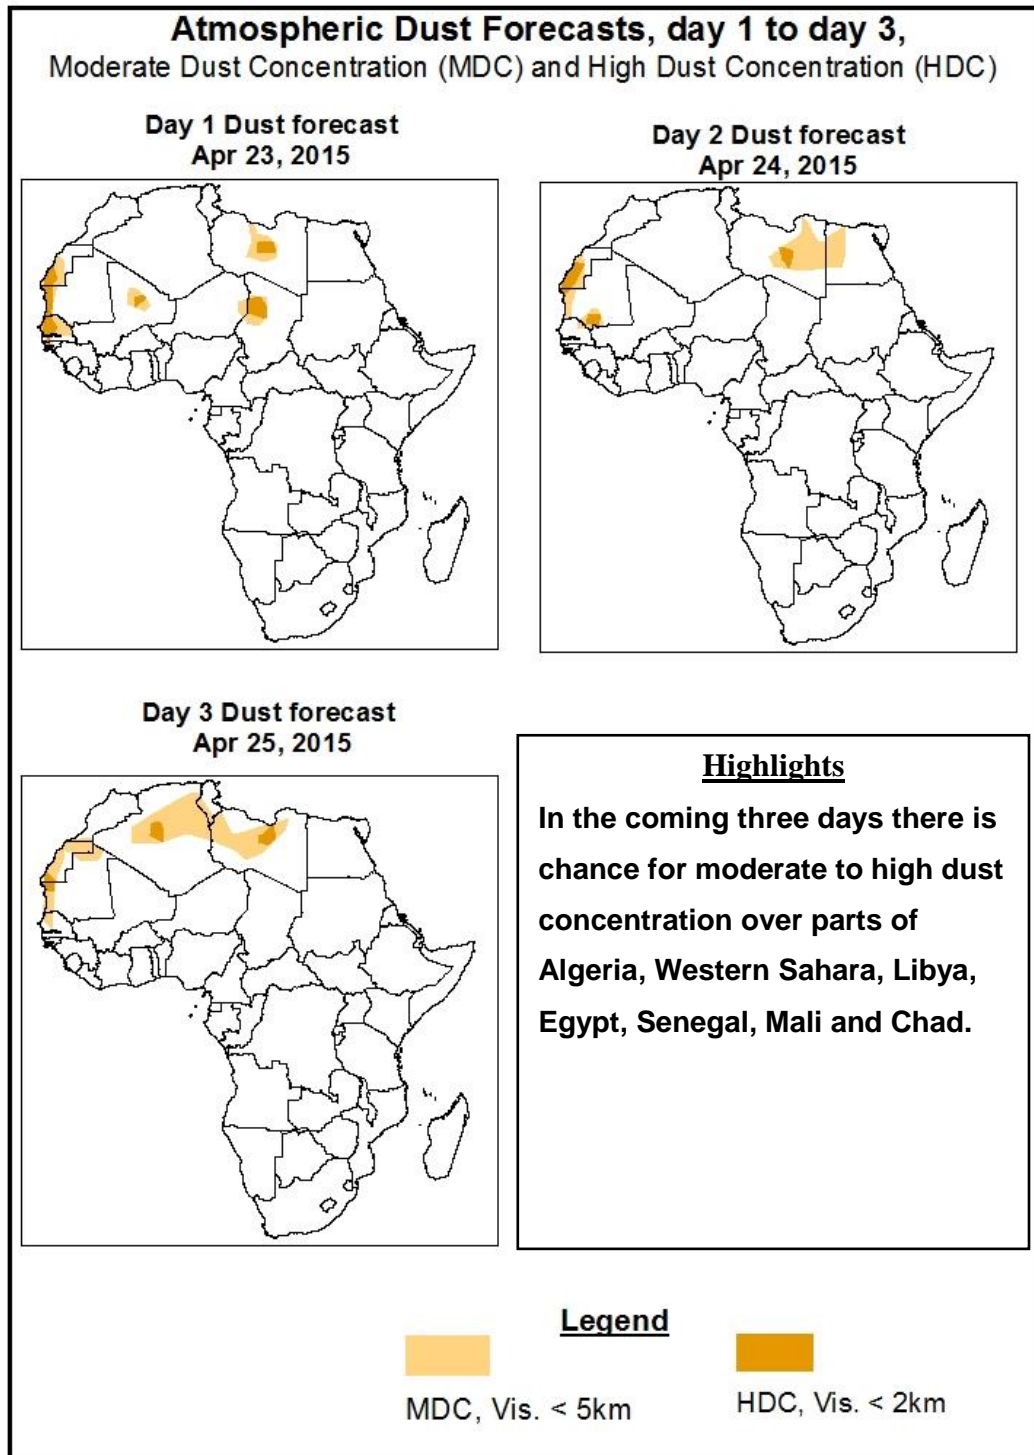 Atmospheric Dust Forecasts, day 1 to day 3,
Moderate Dust Concentration (MDC) and High Dust Concentration (HDC)
Day 1 Dust forecast
Apr 23, 2015
Day 2 Dust forecast
Apr 24, 2015
Day 3 Dust forecast
Apr 25, 2015
Highlights
In the coming three days there is
chance for moderate to high dust
concentration over parts of
Algeria, Western Sahara, Libya,
Egypt, Senegal, Mali and Chad.
Legend
MDC, Vis. < 5km
HDC, Vis. < 2km